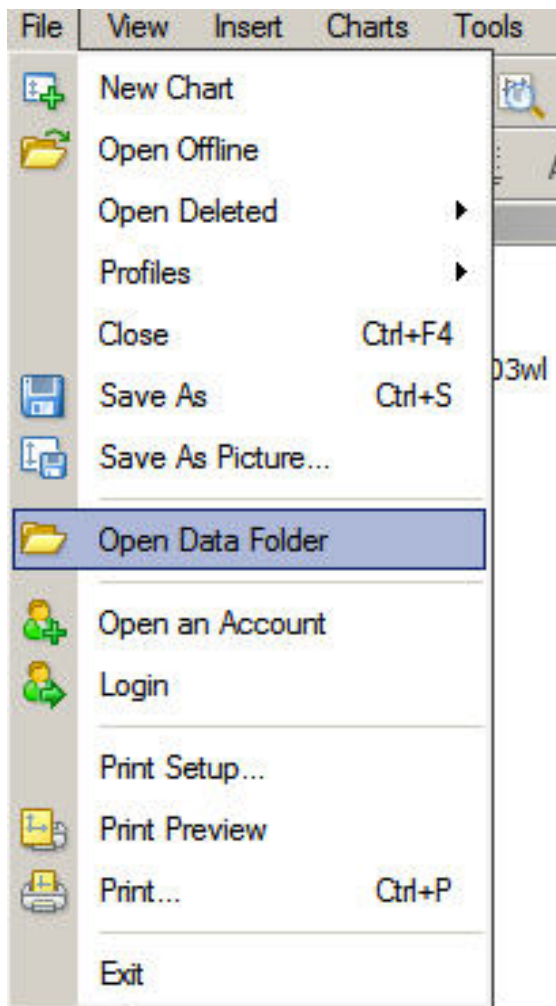 File View Insert Charts Tools
New Chart
Open Offline
Open Deleted
Profiles
Close Ctrl+F4
03wl
Save As Ctrl+S
Save As Picture...
Open Data Folder
Open an Account
Login
Print Setup...
Print Preview
Print... Ctrl+P
Exit